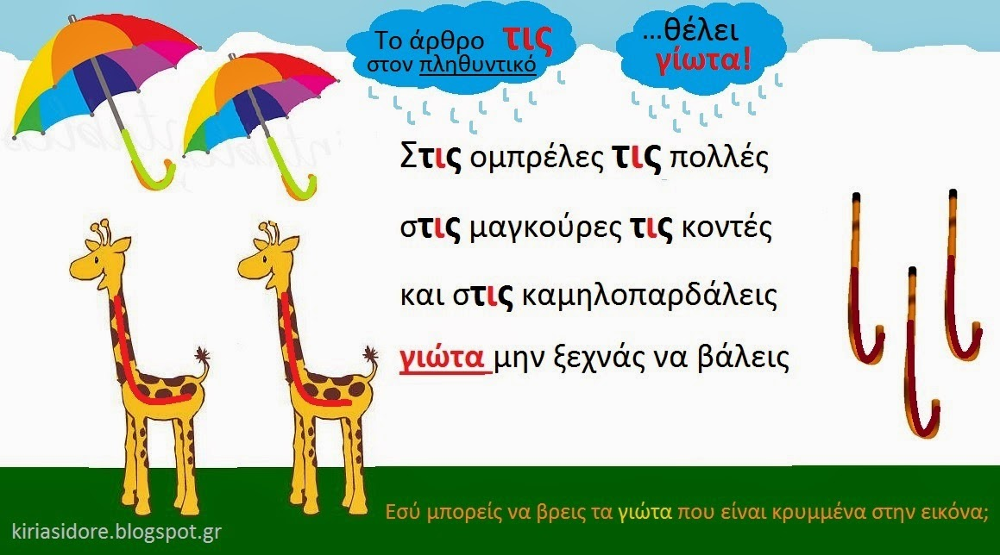 Το άρθρο τις
στον πληθυντικό
...θέλει
γίωτα!
Στις ομπρέλες τις πολλές
στις μαγκούρες τις κοντές
και στις καμηλοπαρδάλεις
γιώτα μην ξεχνάς να βάλεις
Εσύ μπορείς να βρεις τα γιώτα που είναι κρυμμένα στην εικόνα;
kiriasidore.blogspot.gr